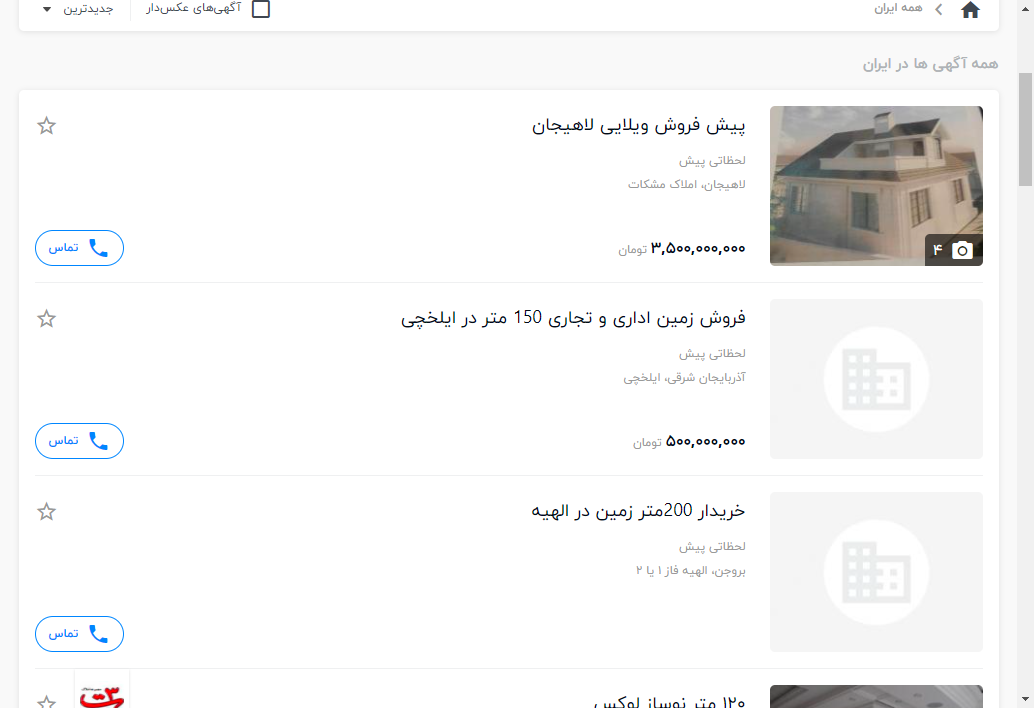 همه ایران
آگهی‌های عکس‌دار
جدیدترین
همه آگهی ها در ایران
پیش فروش ویلایی لاهیجان
لحظاتی پیش
لاهیجان، املاک مشکات
۳,۵۰۰,۰۰۰,۰۰۰ تومان
۴
تماس
فروش زمین اداری و تجاری 150 متر در ایلخچی
لحظاتی پیش
آذربایجان شرقی، ایلخچی
۵۰۰,۰۰۰,۰۰۰ تومان
تماس
خریدار 200متر زمین در الهیه
لحظاتی پیش
بروجن، الهیه فاز ۱ یا ۲
تماس
۱۲۰ متر نوساز لوکس